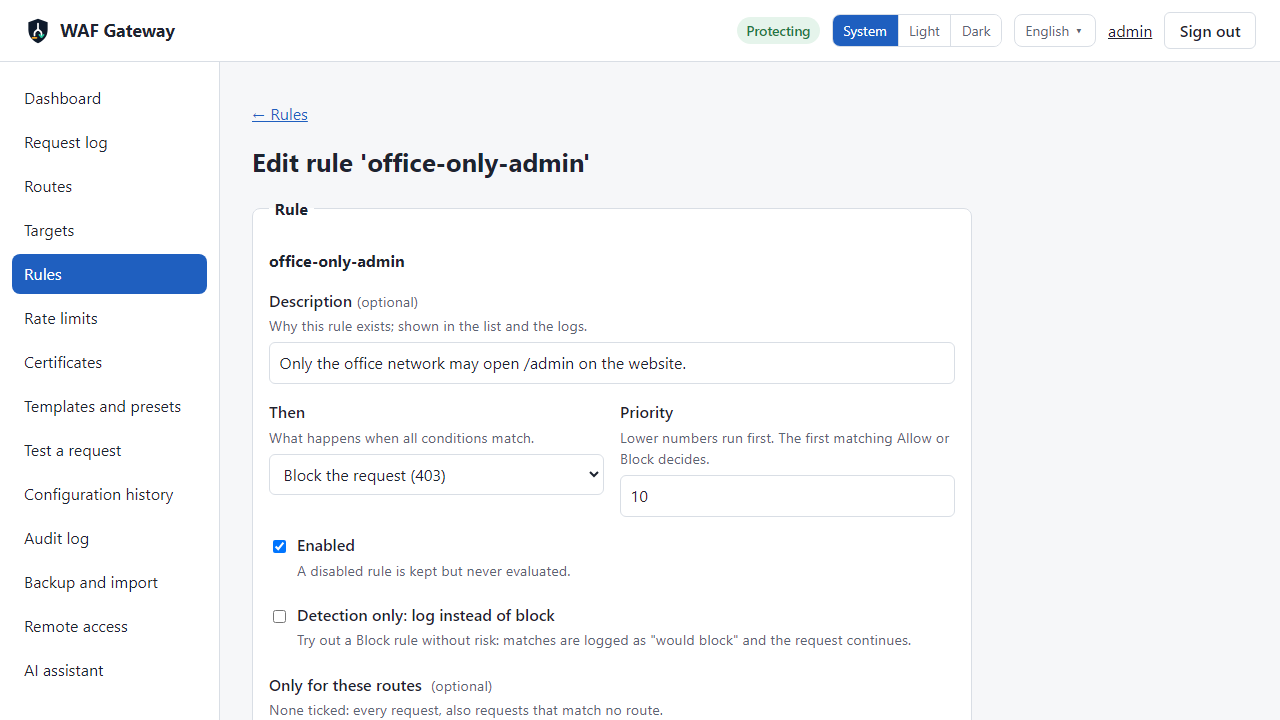 WAF Gateway
Protecting
System
Light
Dark
English ▾
admin
Sign out
Dashboard
Request log
Routes
Targets
Rules
Rate limits
Certificates
Templates and presets
Test a request
Configuration history
Audit log
Backup and import
Remote access
AI assistant
← Rules
Edit rule 'office-only-admin'
Rule
office-only-admin
Description (optional)
Why this rule exists; shown in the list and the logs.
Only the office network may open /admin on the website.
Then
What happens when all conditions match.
Block the request (403)
Priority
Lower numbers run first. The first matching Allow or
Block decides.
10
Enabled
A disabled rule is kept but never evaluated.
Detection only: log instead of block
Try out a Block rule without risk: matches are logged as "would block" and the request continues.
Only for these routes (optional)
None ticked: every request, also requests that match no route.